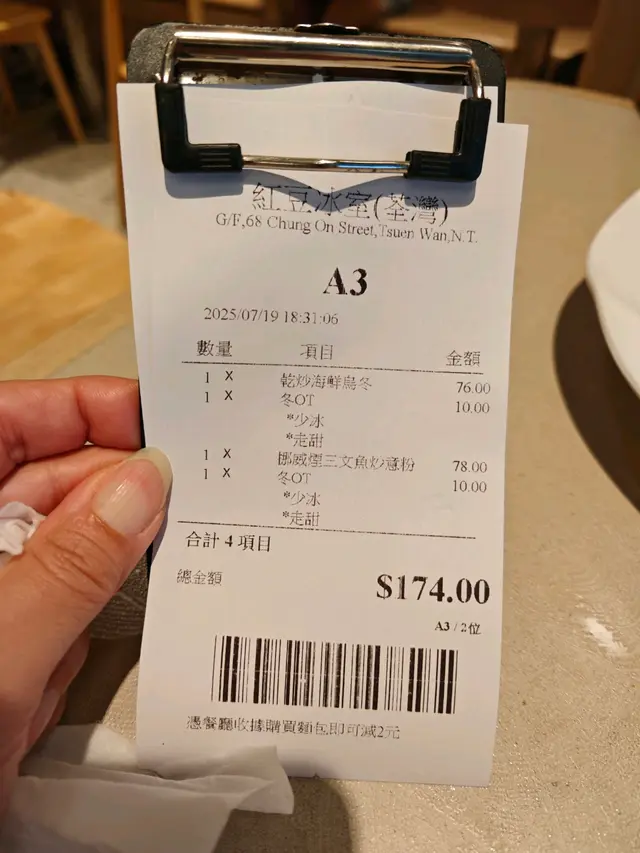 紅豆冰室(荃灣)
G/F,68 Chung On Street,Tsuen Wan,N.T.
A3
2025/07/19 18:31:06
數量 項目 金額
1 X 乾炒海鮮烏冬 76.00
1 X 冬OT 10.00
*少冰
*走甜
1 X 挪威煙三文魚炒意粉 78.00
1 X 冬OT 10.00
*少冰
*走甜
合計 4 項目
總金額 $174.00
A3 / 2位
憑餐廳收據購買麵包即可減2元